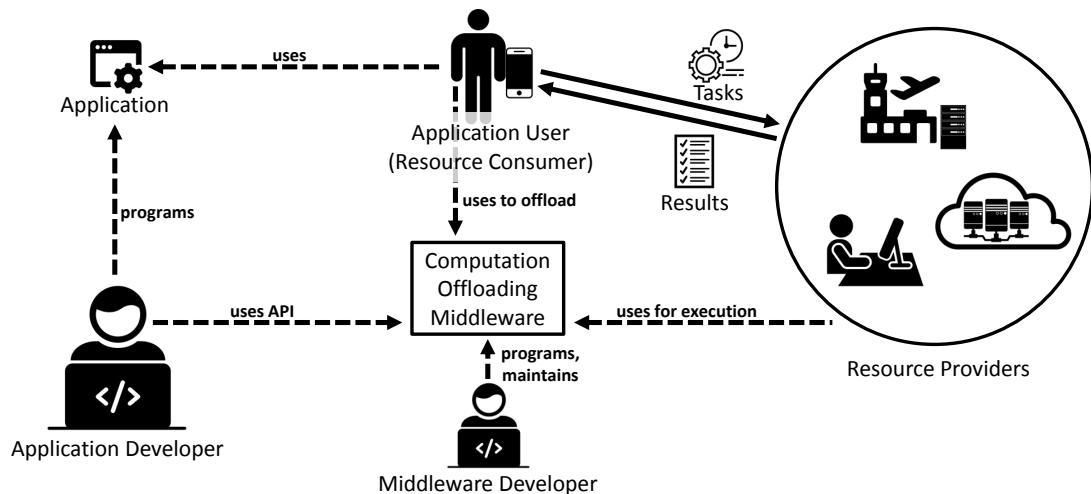 uses
Application
Tasks
Application User
(Resource Consumer)
Results
programs
uses to offload
Computation
Offloading
Middleware
uses API
uses for execution
programs,
maintains
Resource Providers
</>
Application Developer
</>
Middleware Developer